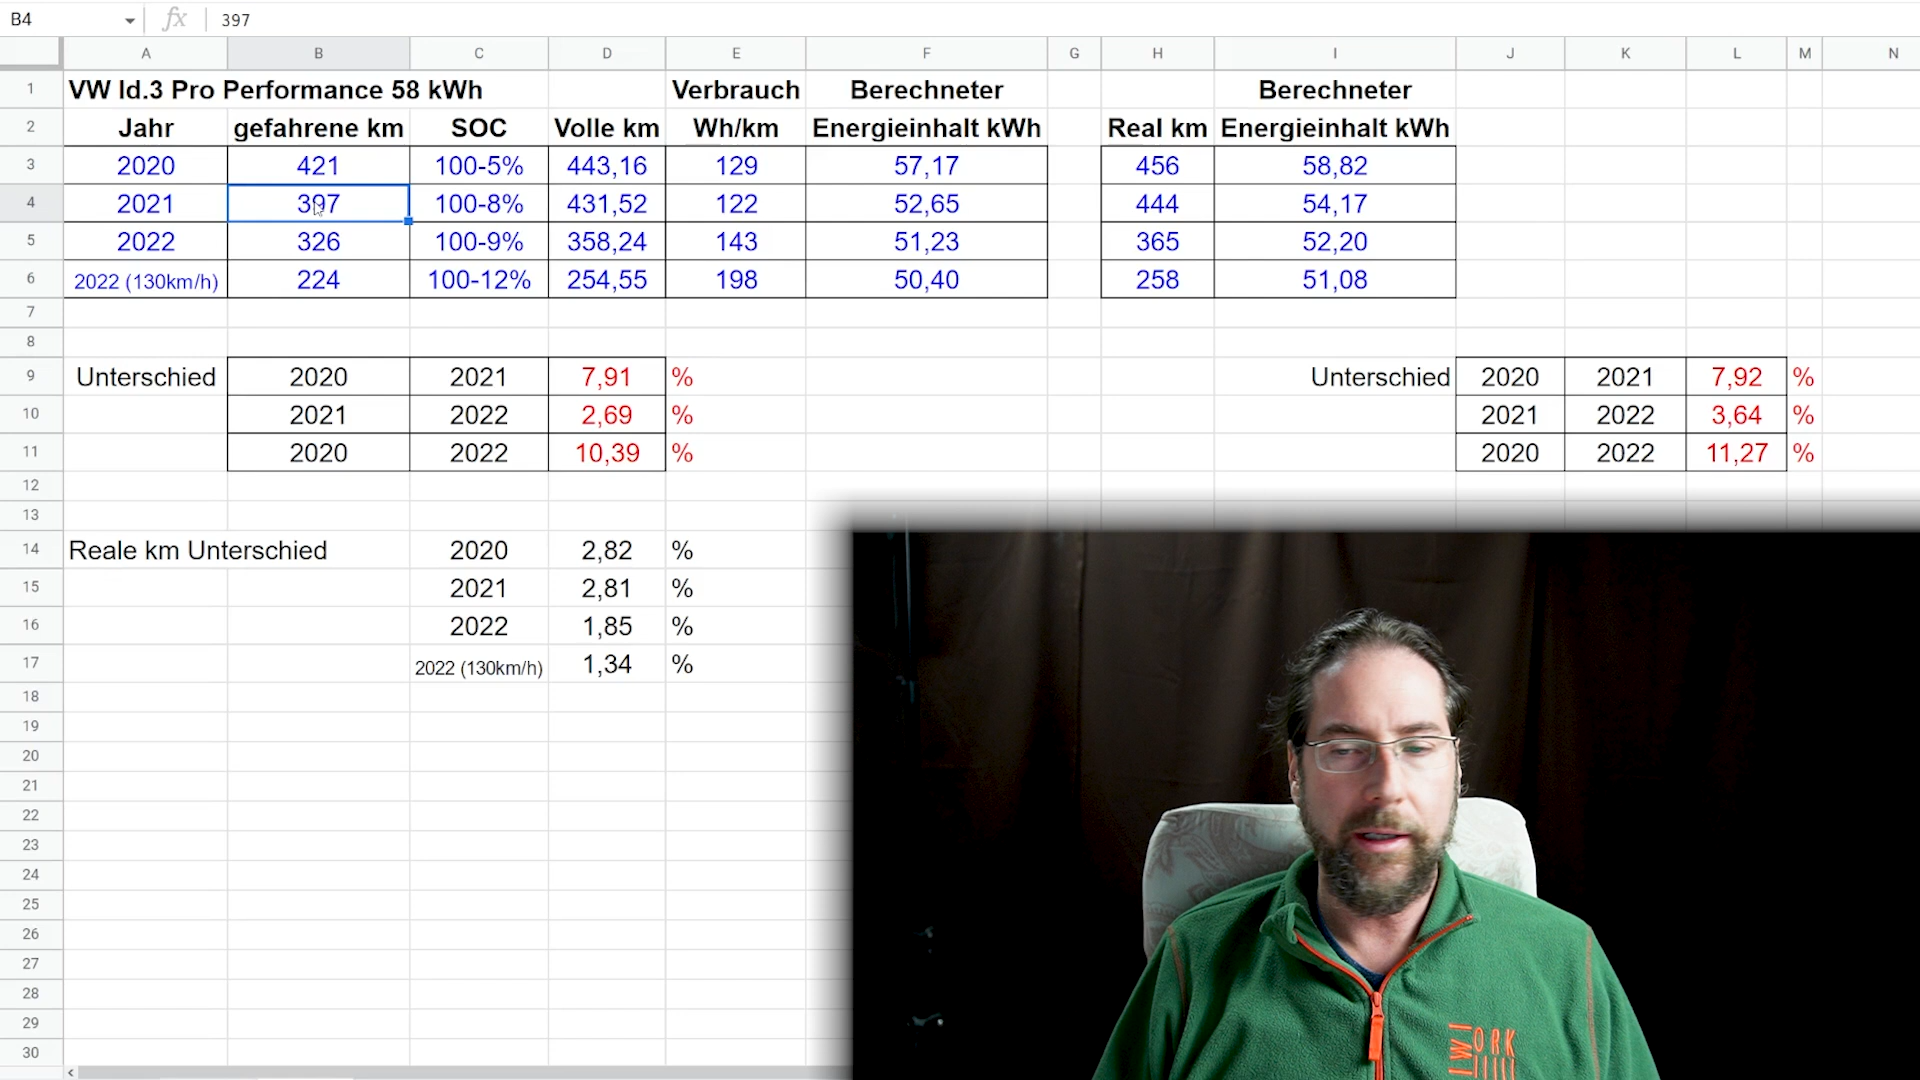 B4 fx 397
A B C D E F G H I J K L M N
1 VW Id.3 Pro Performance 58 kWh Verbrauch Berechneter Berechneter
2 Jahr gefahrene km SOC Volle km Wh/km Energieinhalt kWh Real km Energieinhalt kWh
3 2020 421 100-5% 443,16 129 57,17 456 58,82
4 2021 397 100-8% 431,52 122 52,65 444 54,17
5 2022 326 100-9% 358,24 143 51,23 365 52,20
6 2022 (130km/h) 224 100-12% 254,55 198 50,40 258 51,08
7
8
9 Unterschied 2020 2021 7,91 % Unterschied 2020 2021 7,92 %
10 2021 2022 2,69 % 2021 2022 3,64 %
11 2020 2022 10,39 % 2020 2022 11,27 %
12
13
14 Reale km Unterschied 2020 2,82 %
15 2021 2,81 %
16 2022 1,85 %
17 2022 (130km/h) 1,34 %
18
19
20
21
22
23
24
25
26
27
28
29
30